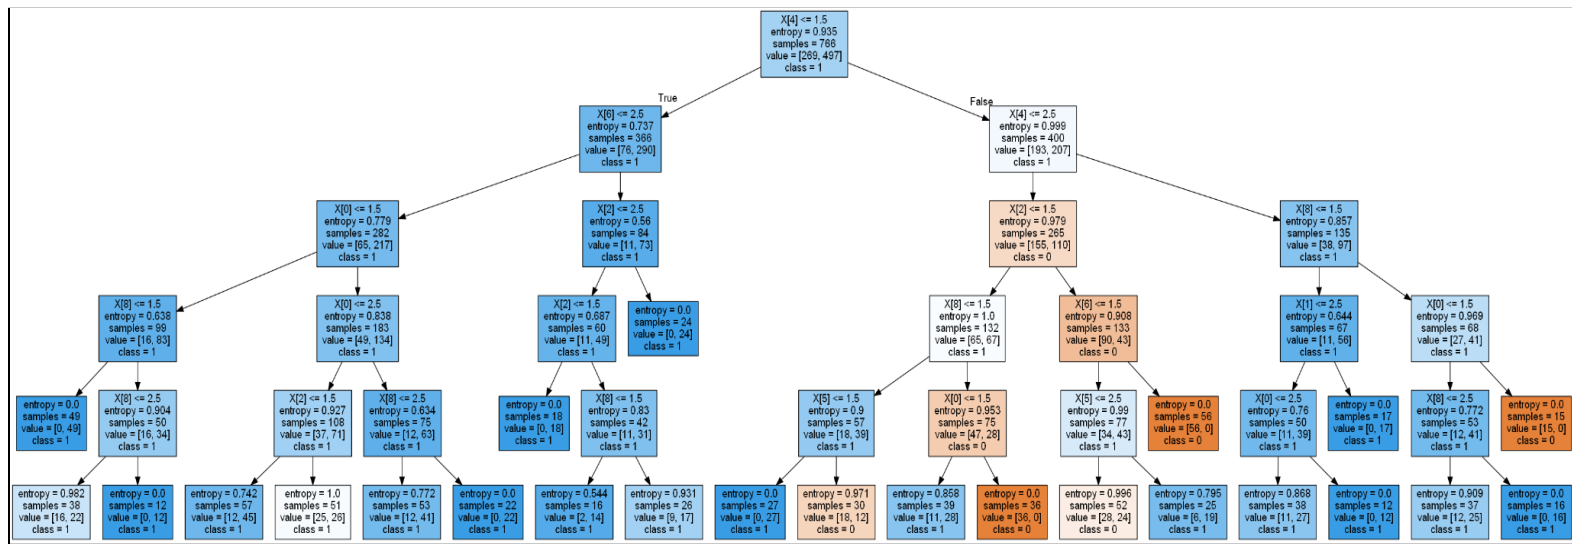 X[4] <= 1.5
entropy = 0.935
samples = 766
value = [269, 497]
class = 1
True
False
X[6] <= 2.5
entropy = 0.737
samples = 366
value = [76, 290]
class = 1
X[4] <= 2.5
entropy = 0.999
samples = 400
value = [193, 207]
class = 1
X[0] <= 1.5
entropy = 0.779
samples = 282
value = [65, 217]
class = 1
X[2] <= 2.5
entropy = 0.56
samples = 84
value = [11, 73]
class = 1
X[2] <= 1.5
entropy = 0.979
samples = 265
value = [155, 110]
class = 0
X[8] <= 1.5
entropy = 0.857
samples = 135
value = [38, 97]
class = 1
X[8] <= 1.5
entropy = 0.638
samples = 99
value = [16, 83]
class = 1
X[0] <= 2.5
entropy = 0.838
samples = 183
value = [49, 134]
class = 1
X[2] <= 1.5
entropy = 0.687
samples = 60
value = [11, 49]
class = 1
entropy = 0.0
samples = 24
value = [0, 24]
class = 1
X[8] <= 1.5
entropy = 1.0
samples = 132
value = [65, 67]
class = 1
X[6] <= 1.5
entropy = 0.908
samples = 133
value = [90, 43]
class = 0
X[1] <= 2.5
entropy = 0.644
samples = 67
value = [11, 56]
class = 1
X[0] <= 1.5
entropy = 0.969
samples = 68
value = [27, 41]
class = 1
entropy = 0.0
samples = 49
value = [0, 49]
class = 1
X[8] <= 2.5
entropy = 0.904
samples = 50
value = [16, 34]
class = 1
X[2] <= 1.5
entropy = 0.927
samples = 108
value = [37, 71]
class = 1
X[8] <= 2.5
entropy = 0.634
samples = 75
value = [12, 63]
class = 1
entropy = 0.0
samples = 18
value = [0, 18]
class = 1
X[8] <= 1.5
entropy = 0.83
samples = 42
value = [11, 31]
class = 1
X[5] <= 1.5
entropy = 0.9
samples = 57
value = [18, 39]
class = 1
X[0] <= 1.5
entropy = 0.953
samples = 75
value = [47, 28]
class = 0
X[5] <= 2.5
entropy = 0.99
samples = 77
value = [34, 43]
class = 1
entropy = 0.0
samples = 56
value = [56, 0]
class = 0
X[0] <= 2.5
entropy = 0.76
samples = 50
value = [11, 39]
class = 1
entropy = 0.0
samples = 17
value = [0, 17]
class = 1
X[8] <= 2.5
entropy = 0.772
samples = 53
value = [12, 41]
class = 1
entropy = 0.0
samples = 15
value = [15, 0]
class = 0
entropy = 0.982
samples = 38
value = [16, 22]
class = 1
entropy = 0.0
samples = 12
value = [0, 12]
class = 1
entropy = 0.742
samples = 57
value = [12, 45]
class = 1
entropy = 1.0
samples = 51
value = [25, 26]
class = 1
entropy = 0.772
samples = 53
value = [12, 41]
class = 1
entropy = 0.0
samples = 22
value = [0, 22]
class = 1
entropy = 0.544
samples = 16
value = [2, 14]
class = 1
entropy = 0.931
samples = 26
value = [9, 17]
class = 1
entropy = 0.0
samples = 27
value = [0, 27]
class = 1
entropy = 0.971
samples = 30
value = [18, 12]
class = 0
entropy = 0.858
samples = 39
value = [11, 28]
class = 1
entropy = 0.0
samples = 36
value = [36, 0]
class = 0
entropy = 0.996
samples = 52
value = [28, 24]
class = 0
entropy = 0.795
samples = 25
value = [6, 19]
class = 1
entropy = 0.868
samples = 38
value = [11, 27]
class = 1
entropy = 0.0
samples = 12
value = [0, 12]
class = 1
entropy = 0.909
samples = 37
value = [12, 25]
class = 1
entropy = 0.0
samples = 16
value = [0, 16]
class = 1